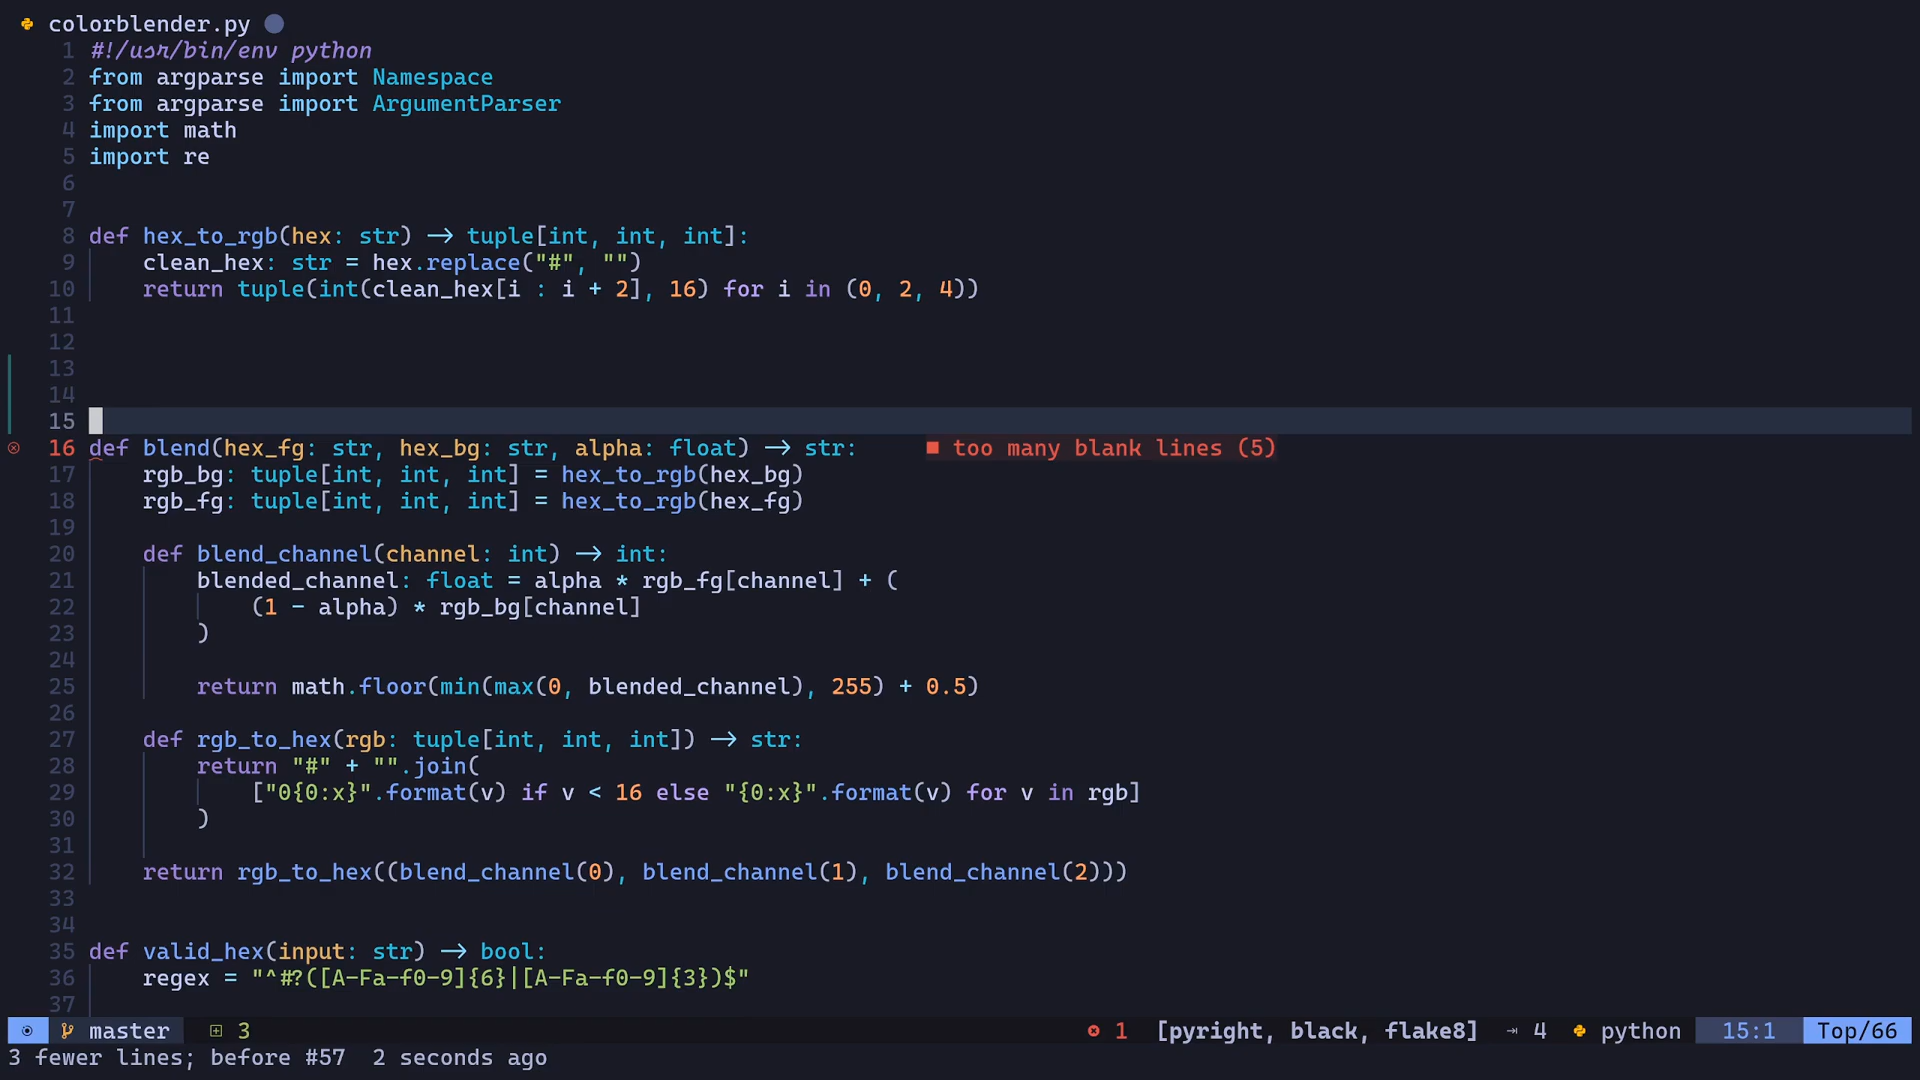 colorblender.py
1 #!/usr/bin/env python
2 from argparse import Namespace
3 from argparse import ArgumentParser
4 import math
5 import re
6
7
8 def hex_to_rgb(hex: str) -> tuple[int, int, int]:
9     clean_hex: str = hex.replace("#", "")
10     return tuple(int(clean_hex[i : i + 2], 16) for i in (0, 2, 4))
11
12
13
14
15
16 def blend(hex_fg: str, hex_bg: str, alpha: float) -> str: ■ too many blank lines (5)
17     rgb_bg: tuple[int, int, int] = hex_to_rgb(hex_bg)
18     rgb_fg: tuple[int, int, int] = hex_to_rgb(hex_fg)
19
20     def blend_channel(channel: int) -> int:
21         blended_channel: float = alpha * rgb_fg[channel] + (
22             (1 - alpha) * rgb_bg[channel]
23         )
24
25         return math.floor(min(max(0, blended_channel), 255) + 0.5)
26
27     def rgb_to_hex(rgb: tuple[int, int, int]) -> str:
28         return "#" + "".join(
29             ["0{0:x}".format(v) if v < 16 else "{0:x}".format(v) for v in rgb]
30         )
31
32     return rgb_to_hex((blend_channel(0), blend_channel(1), blend_channel(2)))
33
34
35 def valid_hex(input: str) -> bool:
36     regex = "^#?([A-Fa-f0-9]{6}|[A-Fa-f0-9]{3})$"
37
master 3 1 [pyright, black, flake8] 4 python 15:1 Top/66
3 fewer lines; before #57 2 seconds ago